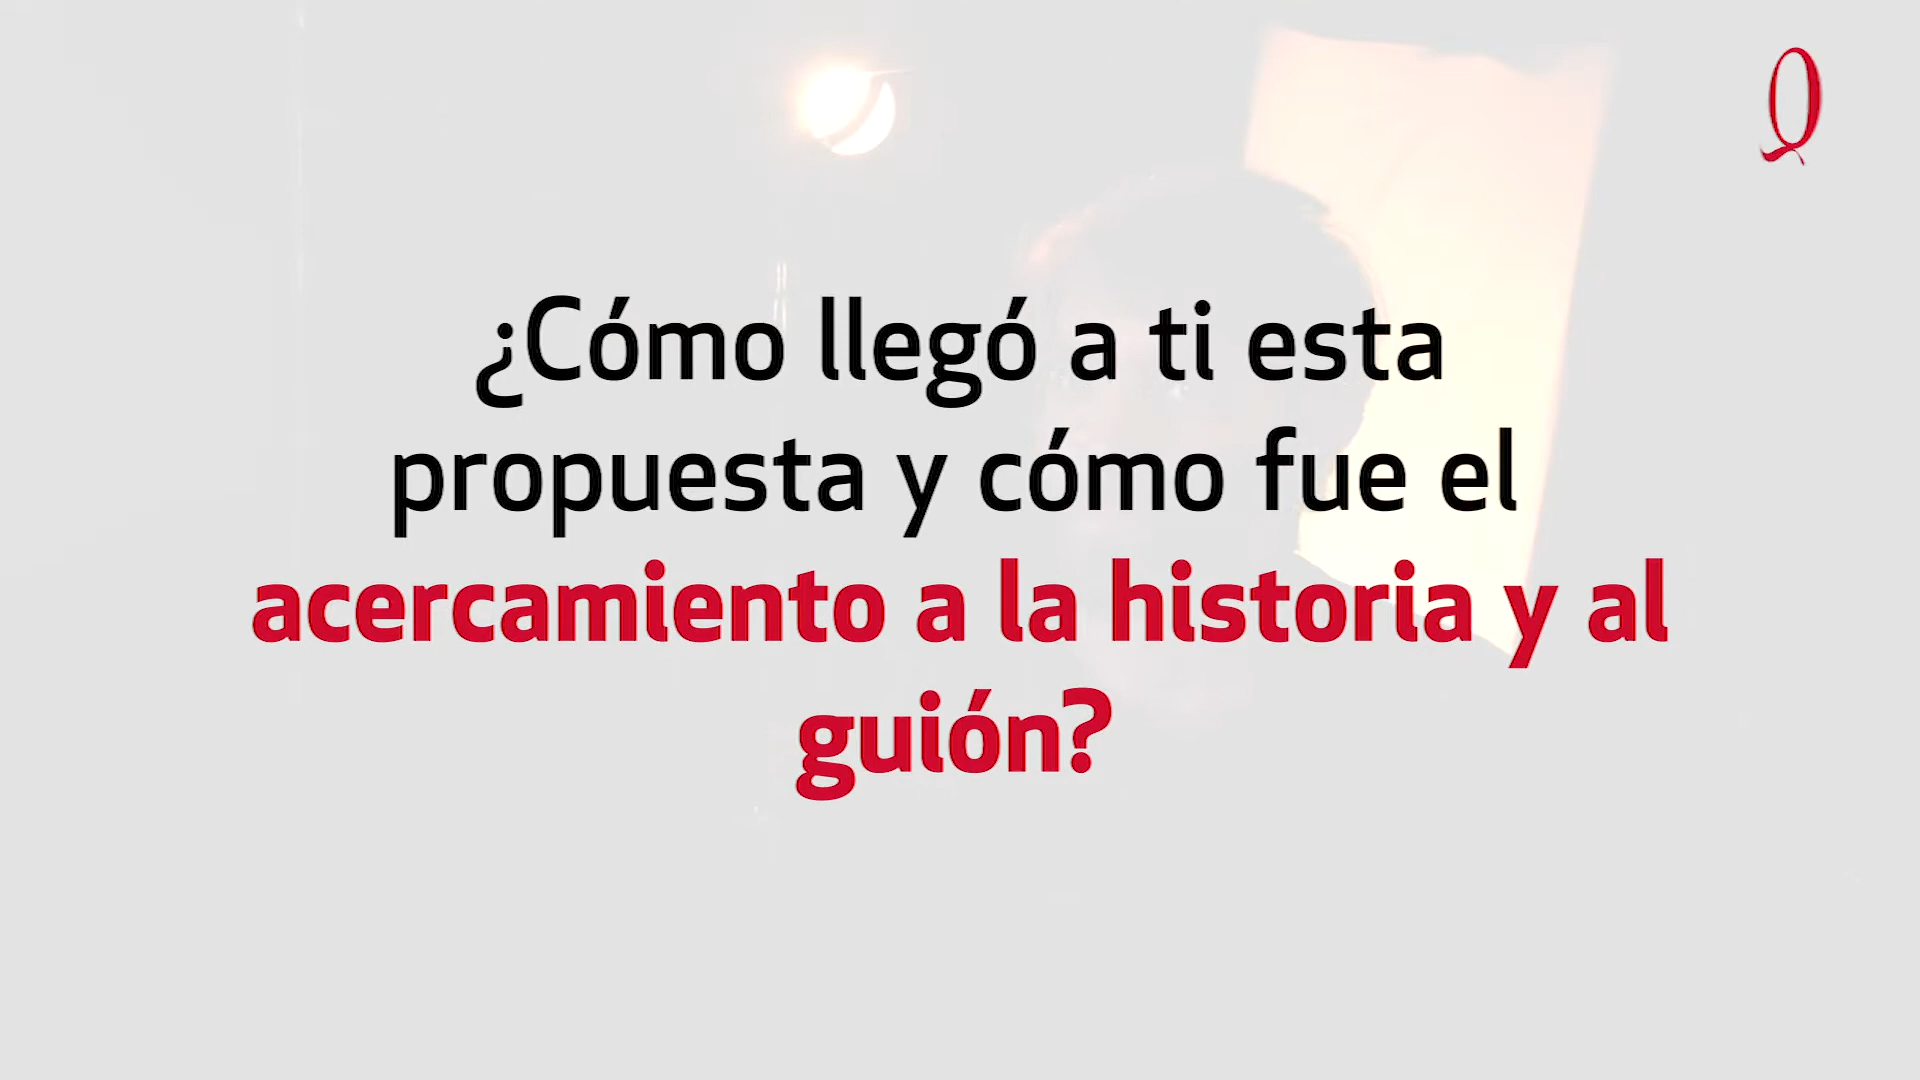 Q
¿Cómo llegó a ti esta
propuesta y cómo fue el
acercamiento a la historia y al
guión?